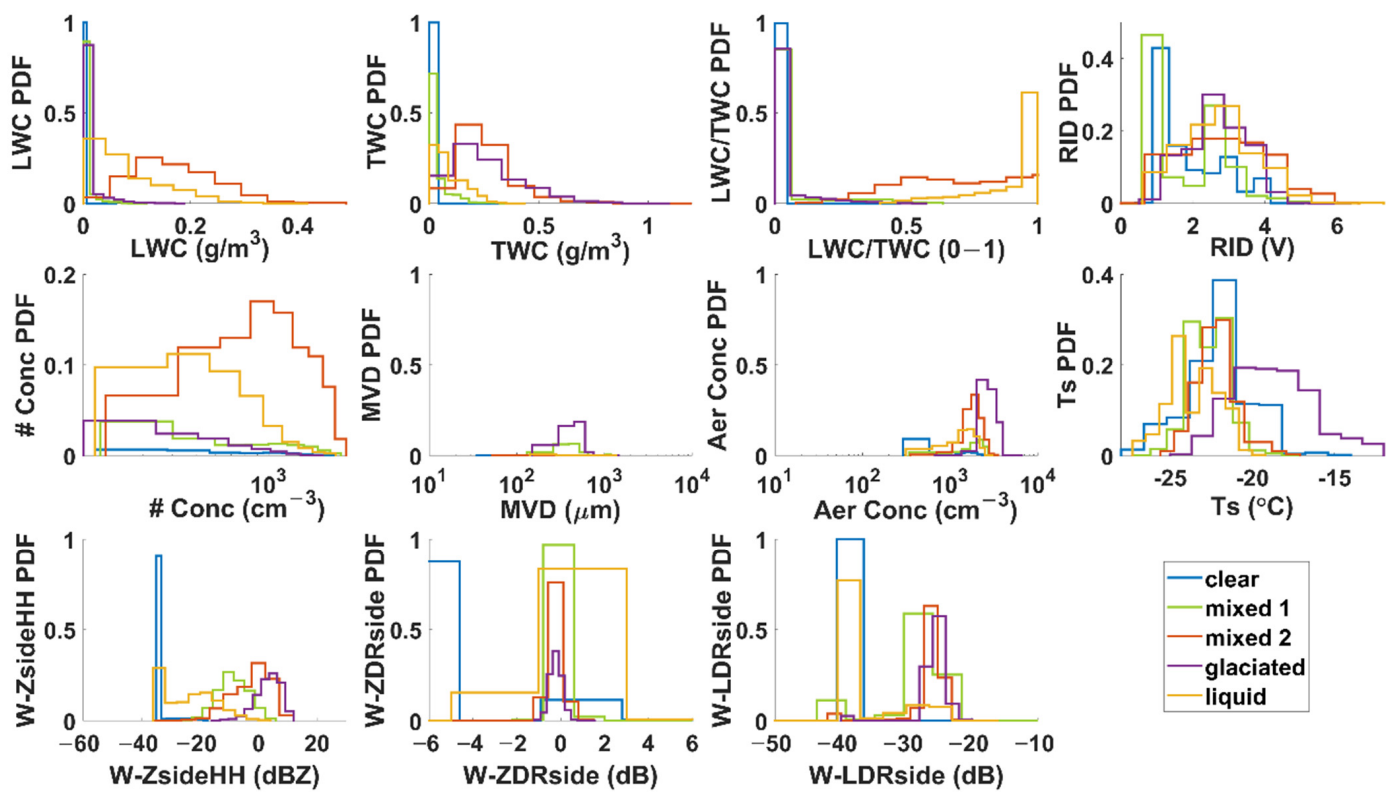 LWC PDF
1
0.5
0
0
0.2
0.4
LWC (g/m³)
TWC PDF
1
0.5
0
0
0.5
1
TWC (g/m³)
LWC/TWC PDF
1
0.5
0
0
0.5
1
LWC/TWC (0−1)
RID PDF
0.4
0.2
0
0
2
4
6
RID (V)
# Conc PDF
0.2
0.1
0
10³
# Conc (cm⁻³)
MVD PDF
1
0.5
0
10¹
10²
10³
10⁴
MVD (μm)
Aer Conc PDF
1
0.5
0
10¹
10²
10³
10⁴
Aer Conc (cm⁻³)
Ts PDF
0.4
0.2
0
-25
-20
-15
Ts (°C)
W-ZsideHH PDF
1
0.5
0
−60
−40
−20
0
20
W-ZsideHH (dBZ)
W-ZDRside PDF
1
0.5
0
−6
−4
−2
0
2
4
6
W-ZDRside (dB)
W-LDRside PDF
1
0.5
0
−50
−40
−30
−20
−10
W-LDRside (dB)
clear
mixed 1
mixed 2
glaciated
liquid